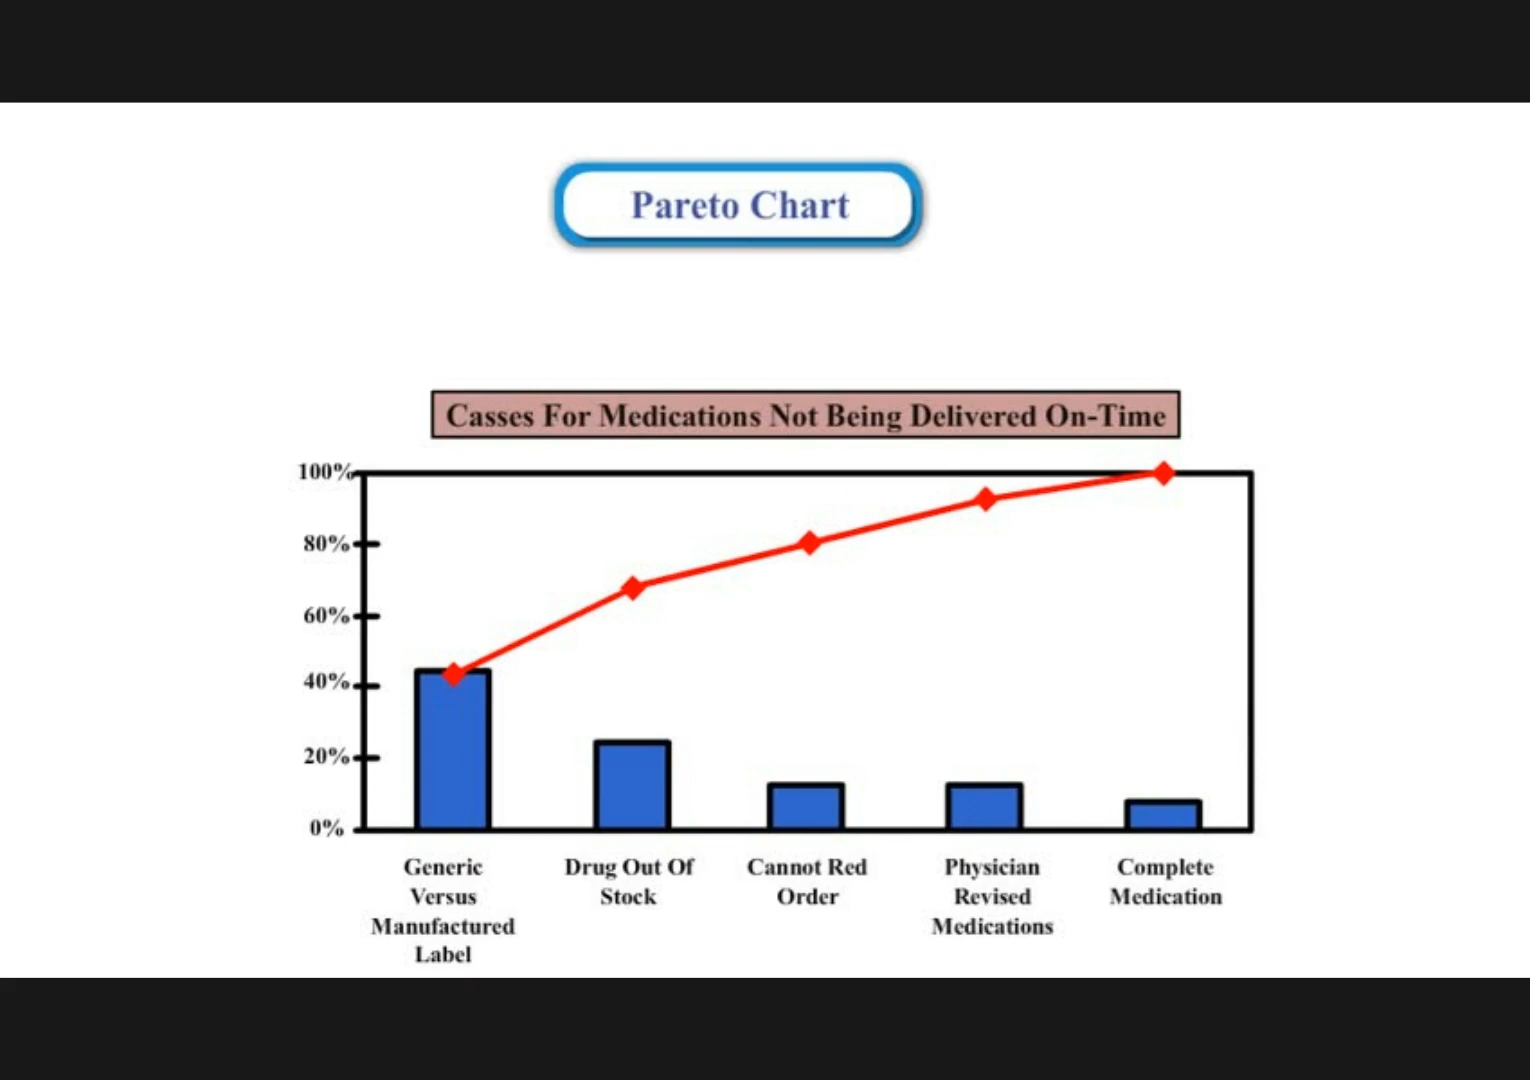 Pareto Chart
Casses For Medications Not Being Delivered On-Time
100%
80%
60%
40%
20%
0%
Generic
Versus
Manufactured
Label
Drug Out Of
Stock
Cannot Red
Order
Physician
Revised
Medications
Complete
Medication